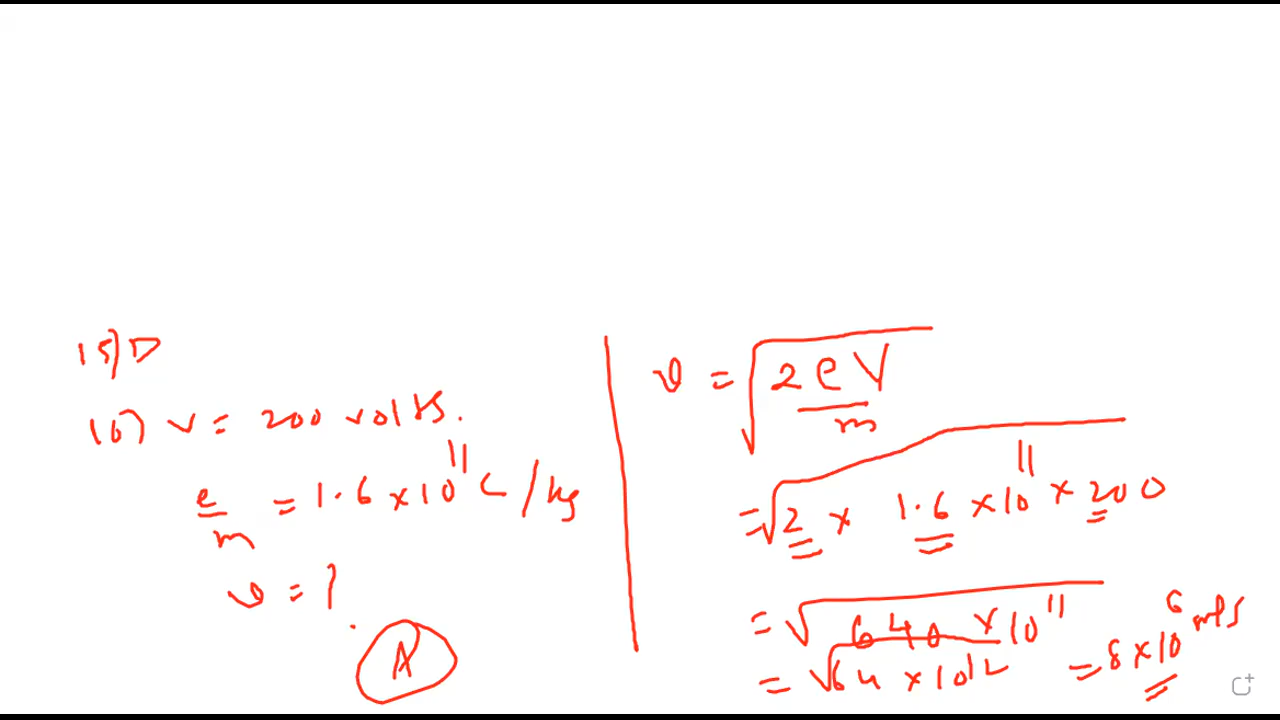 15) D
16) v = 200 volts.
e/m = 1.6 × 10^11 C/kg
v = ?
A
v = √(2eV/m)
= √(2 × 1.6 × 10^11 × 200)
= √(640 × 10^11)
= √(64 × 10^12) = 8 × 10^6 mps